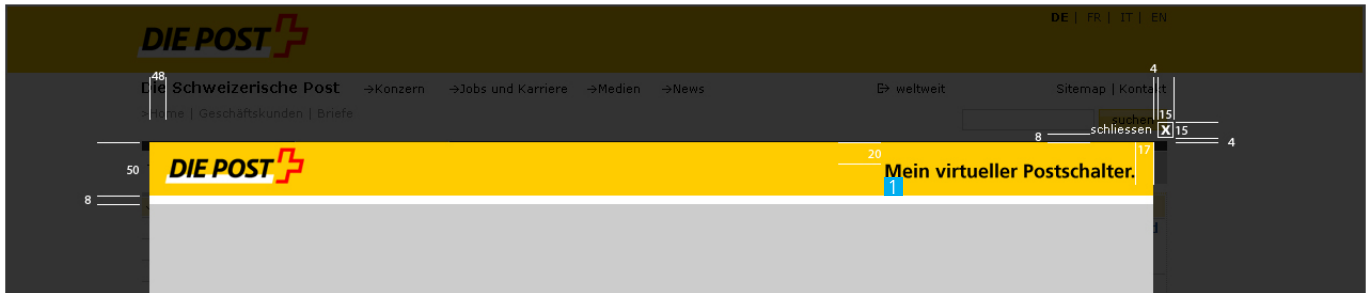 DE | FR | IT | EN
DIE POST
48
4
Die Schweizerische Post →Konzern →Jobs und Karriere →Medien →News weltweit Sitemap | Kontakt
>Home | Geschäftskunden | Briefe suchen
15
8 schliessen X 15
4
50 DIE POST 20 Mein virtueller Postschalter. 17
1
8